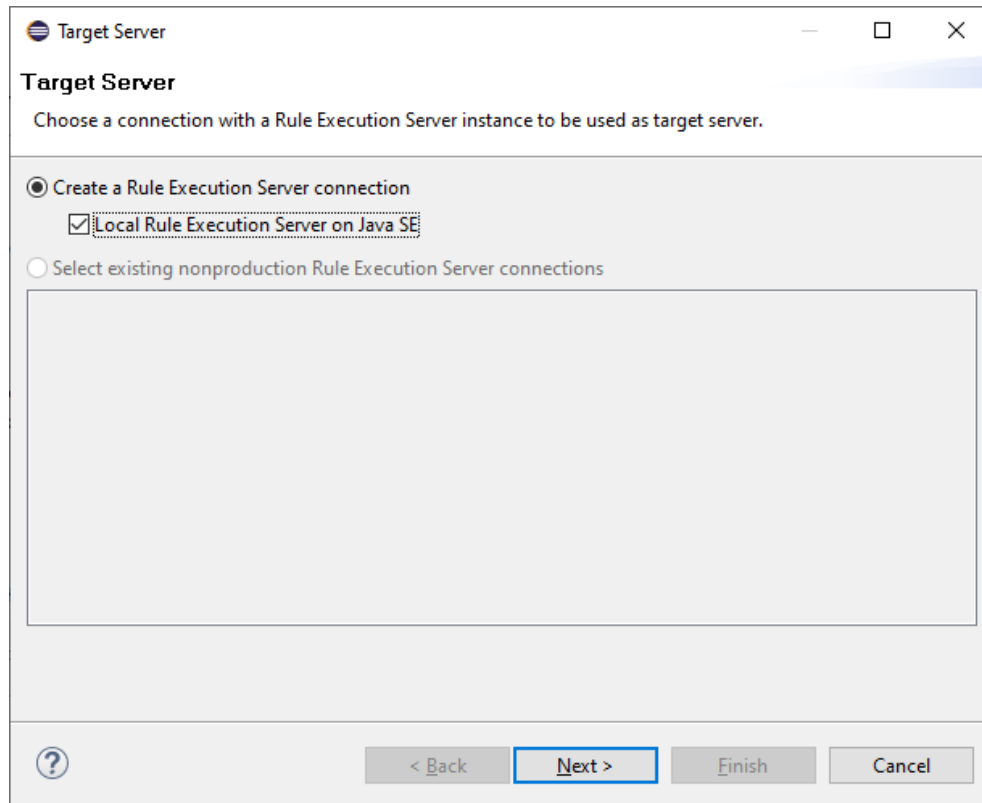 Target Server
Target Server
Choose a connection with a Rule Execution Server instance to be used as target server.
Create a Rule Execution Server connection
Local Rule Execution Server on Java SE
Select existing nonproduction Rule Execution Server connections
?
< Back Next > Finish Cancel